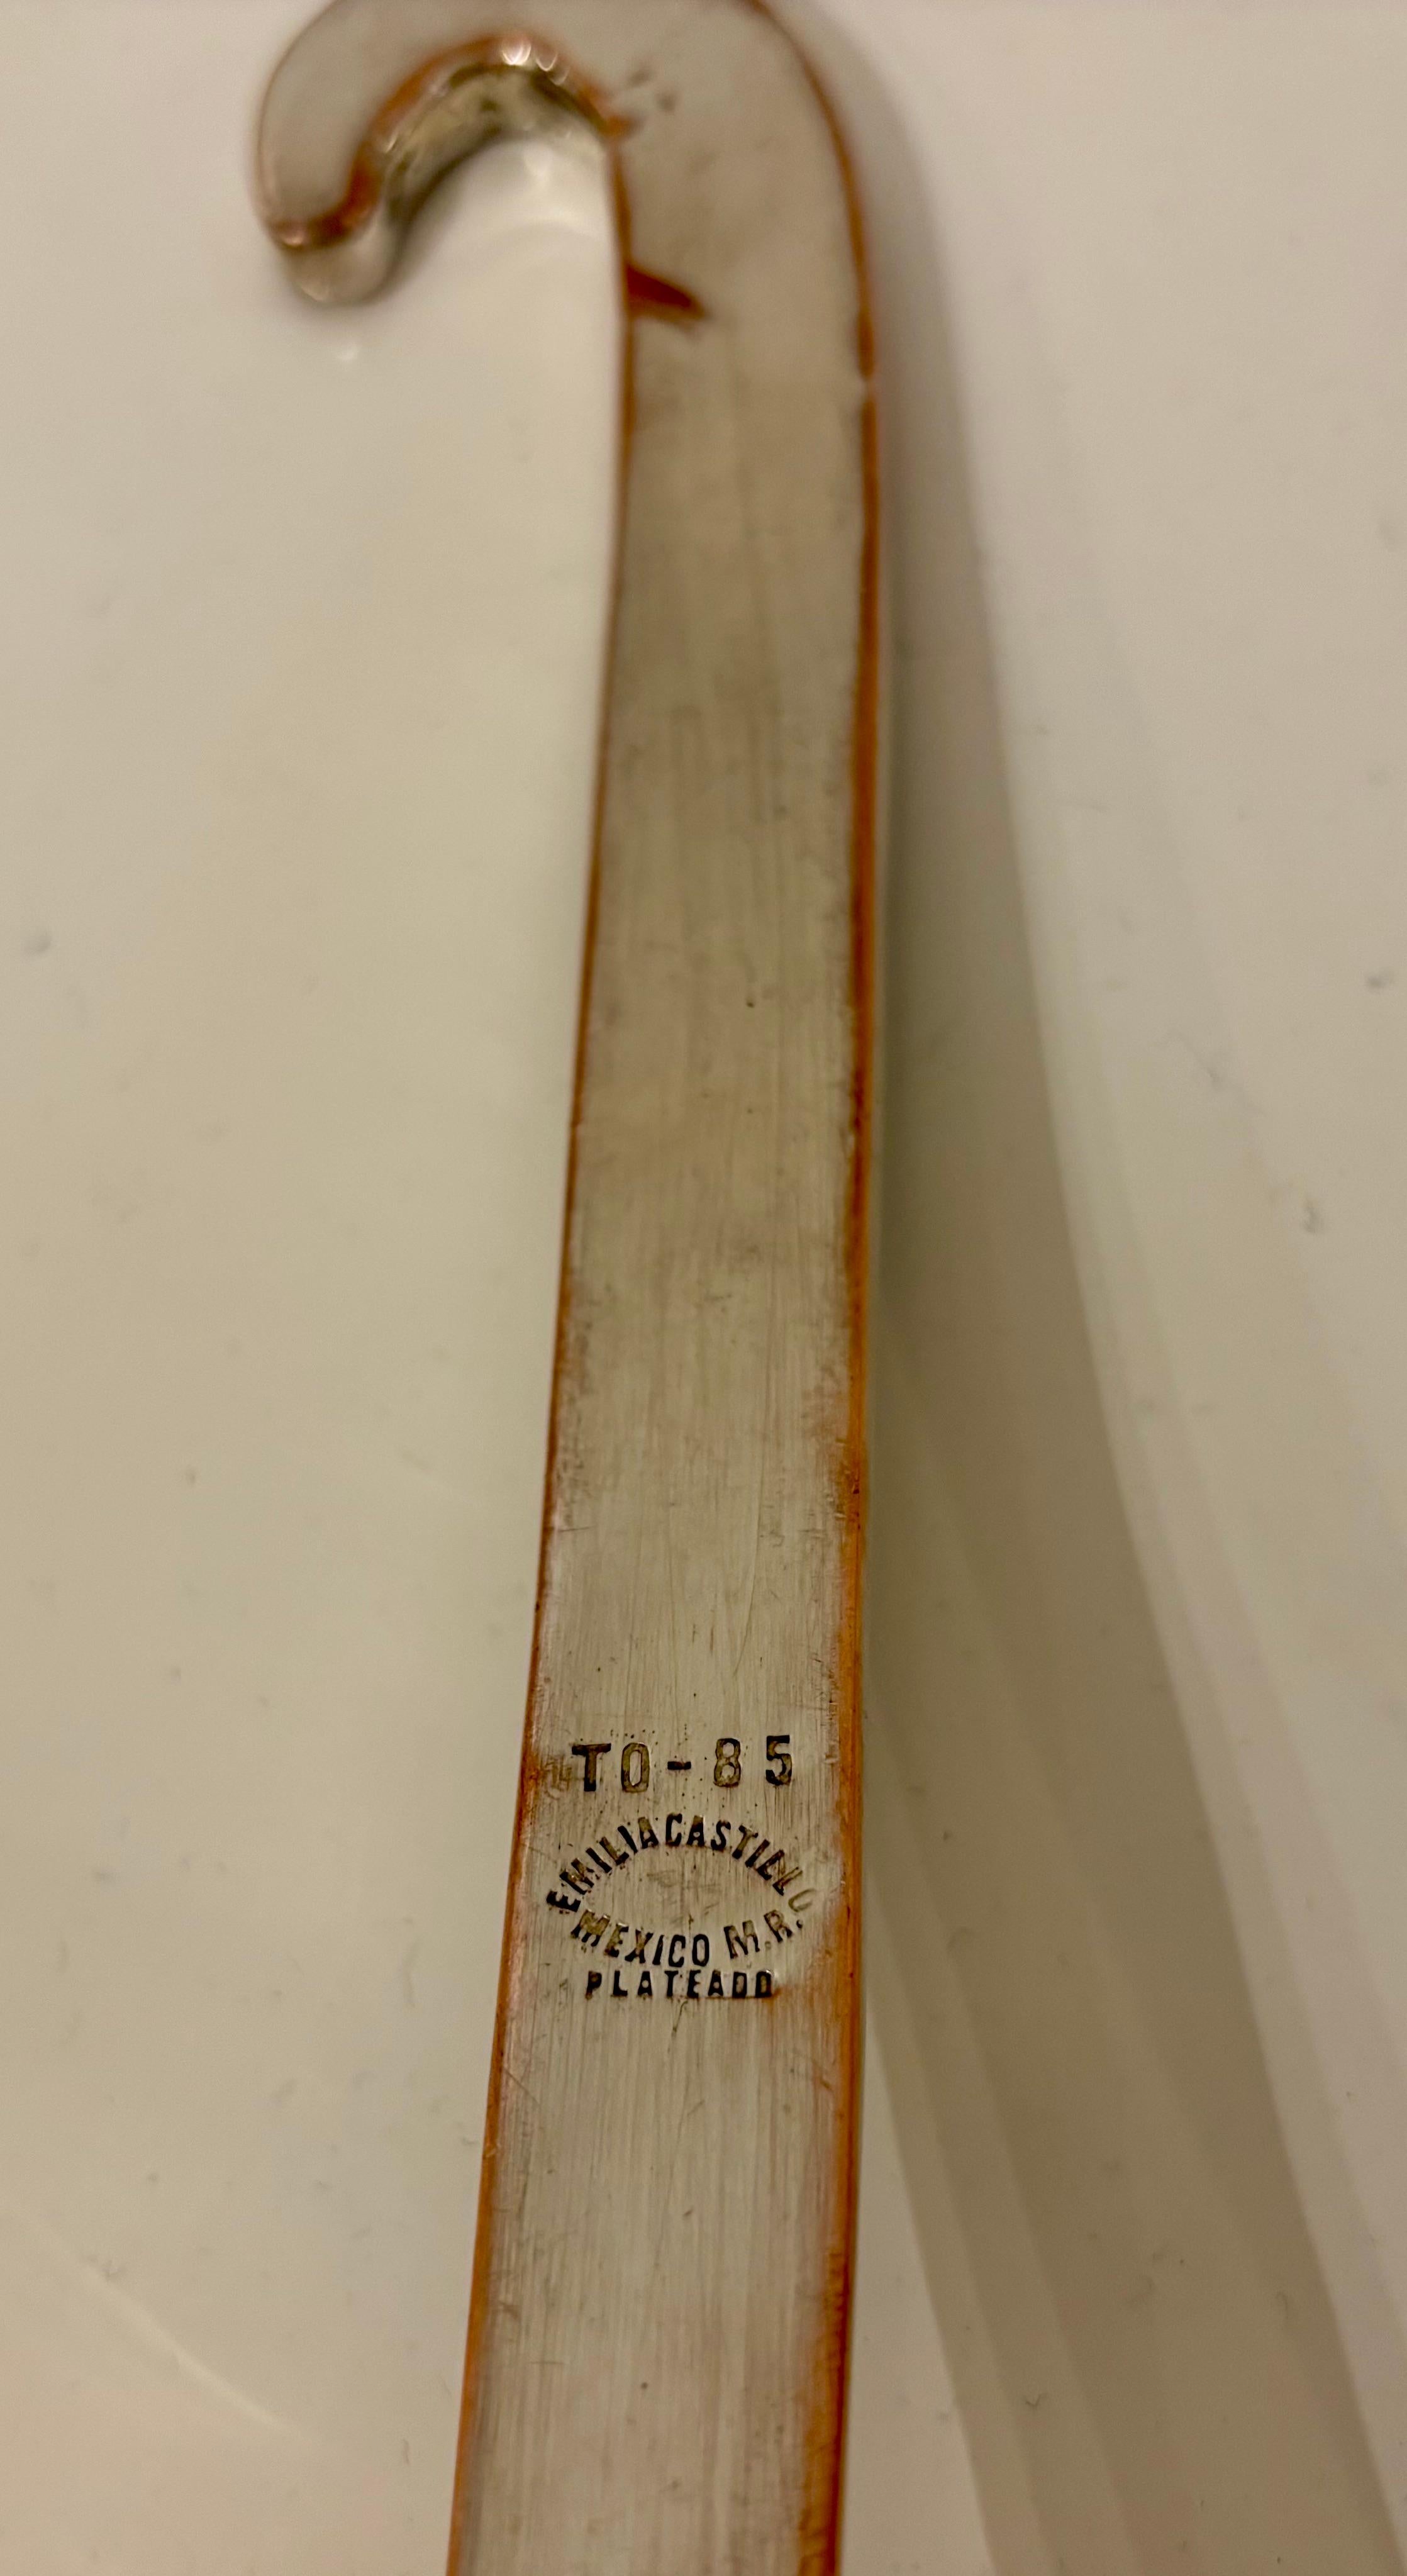 TO-85
EMILIA CASTILLO
MEXICO M.R.
PLATEADO